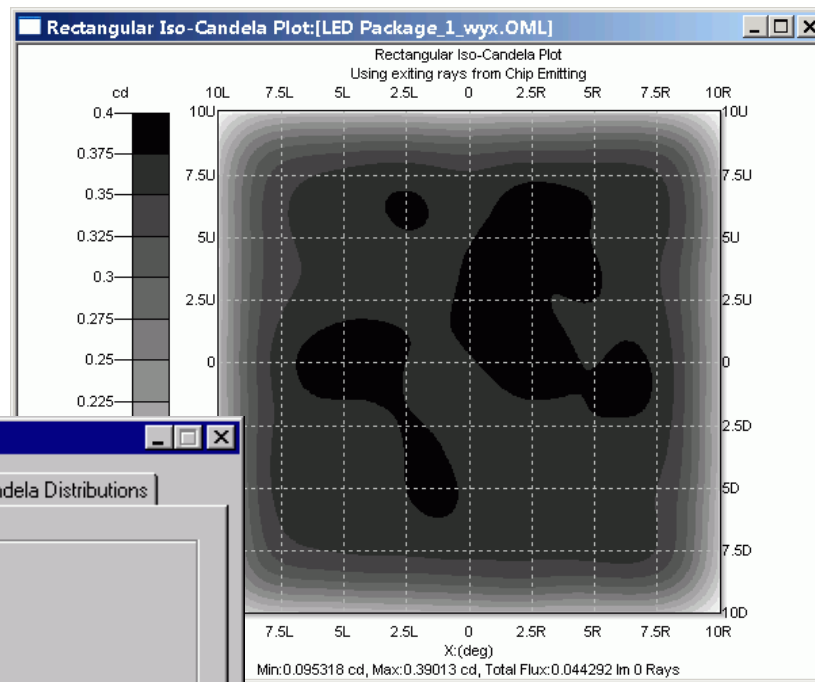 Rectangular Iso-Candela Plot:[LED Package_1_wyx.OML]
Rectangular Iso-Candela Plot
Using exiting rays from Chip Emitting
cd 10L 7.5L 5L 2.5L 0 2.5R 5R 7.5R 10R
0.4 10U 10U
0.375
0.35 7.5U 7.5U
0.325 5U 5U
0.3
0.275 2.5U 2.5U
0.25 0 0
0.225
2.5D
ndela Distributions
5D
7.5D
10D
7.5L 5L 2.5L 0 2.5R 5R 7.5R 10R
X:(deg)
Min:0.095318 cd, Max:0.39013 cd, Total Flux:0.044292 lm 0 Rays